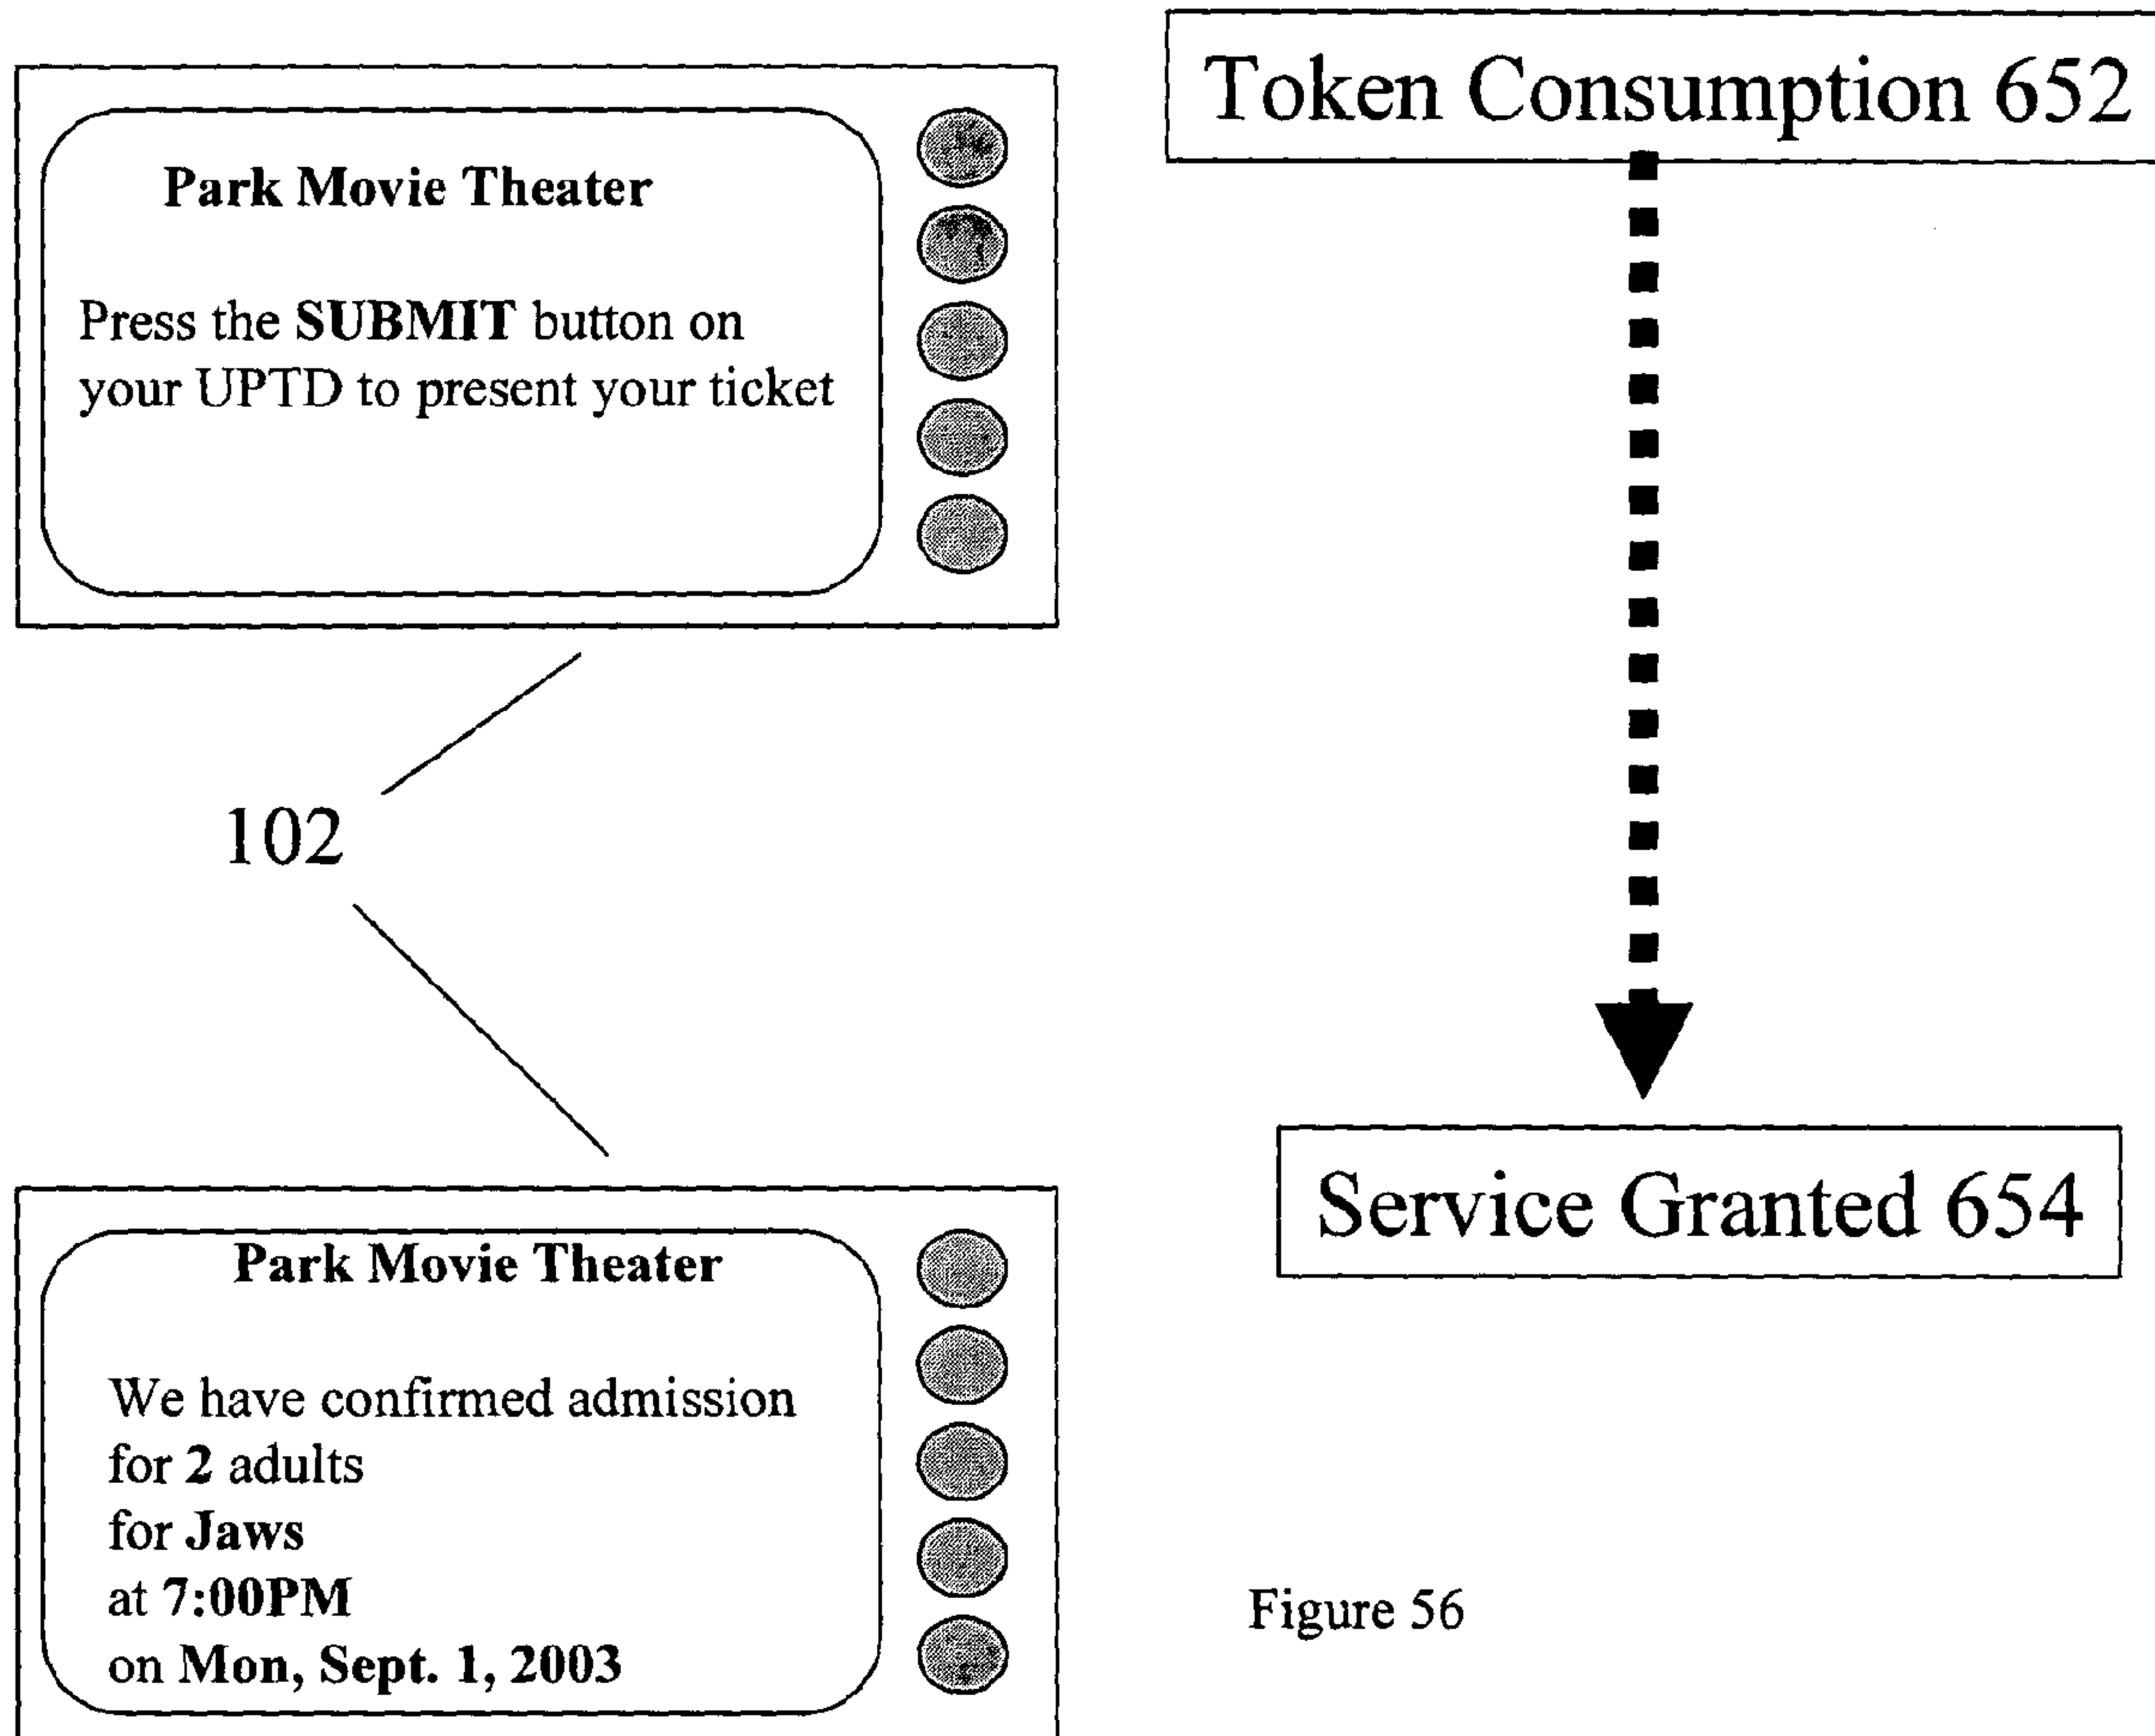 Token Consumption 652
Park Movie Theater
Press the SUBMIT button on
your UPTD to present your ticket
102
Service Granted 654
Park Movie Theater
We have confirmed admission
for 2 adults
for Jaws
at 7:00PM
on Mon, Sept. 1, 2003
Figure 56